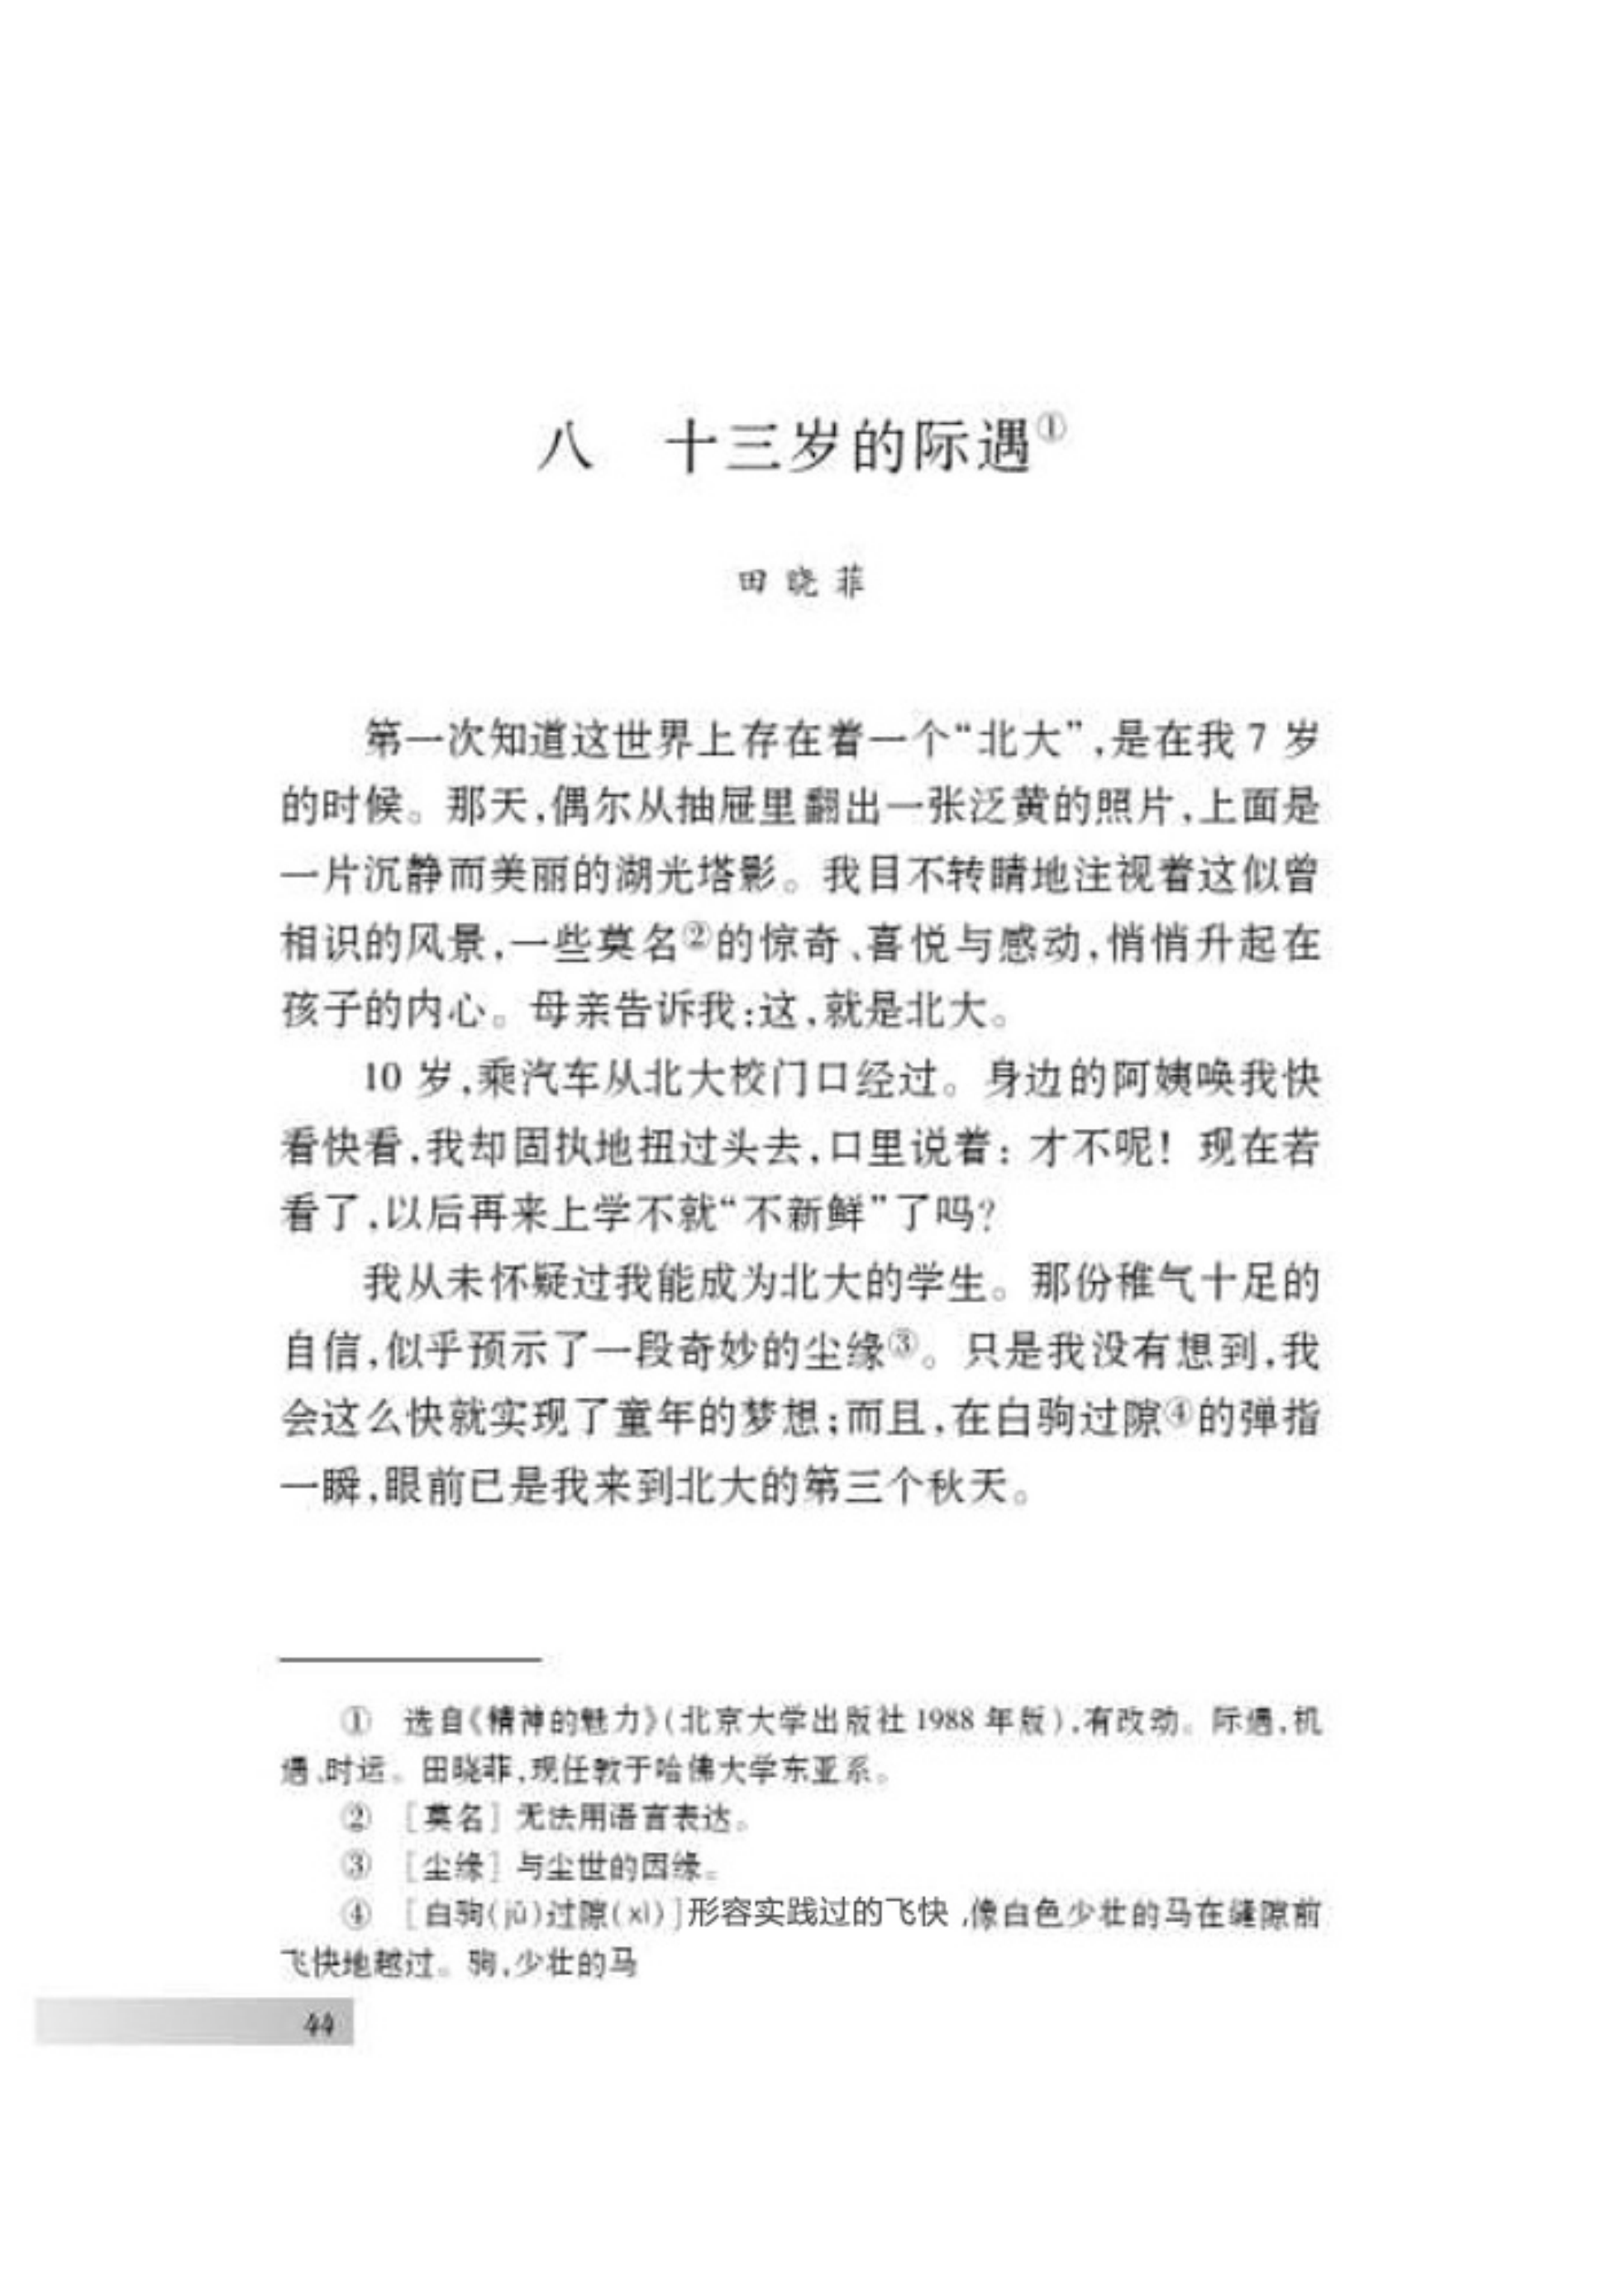 八　十三岁的际遇①
田晓菲
第一次知道这世界上存在着一个“北大”,是在我 7 岁
的时候。那天,偶尔从抽屉里翻出一张泛黄的照片,上面是
一片沉静而美丽的湖光塔影。我目不转睛地注视着这似曾
相识的风景,一些莫名②的惊奇、喜悦与感动,悄悄升起在
孩子的内心。母亲告诉我:这,就是北大。
10 岁,乘汽车从北大校门口经过。身边的阿姨唤我快
看快看,我却固执地扭过头去,口里说着: 才不呢! 现在若
看了,以后再来上学不就“不新鲜”了吗?
我从未怀疑过我能成为北大的学生。那份稚气十足的
自信,似乎预示了一段奇妙的尘缘③。只是我没有想到,我
会这么快就实现了童年的梦想;而且,在白驹过隙④的弹指
一瞬,眼前已是我来到北大的第三个秋天。
①　选自《精神的魅力》(北京大学出版社 1988 年版),有改动。际遇,机
遇、时运。田晓菲,现任教于哈佛大学东亚系。
②　[莫名] 无法用语言表达。
③　[尘缘] 与尘世的因缘。
④　[白驹(jū)过隙(xì)]形容实践过的飞快 ,像白色少壮的马在缝隙前
飞快地越过。驹,少壮的马
44